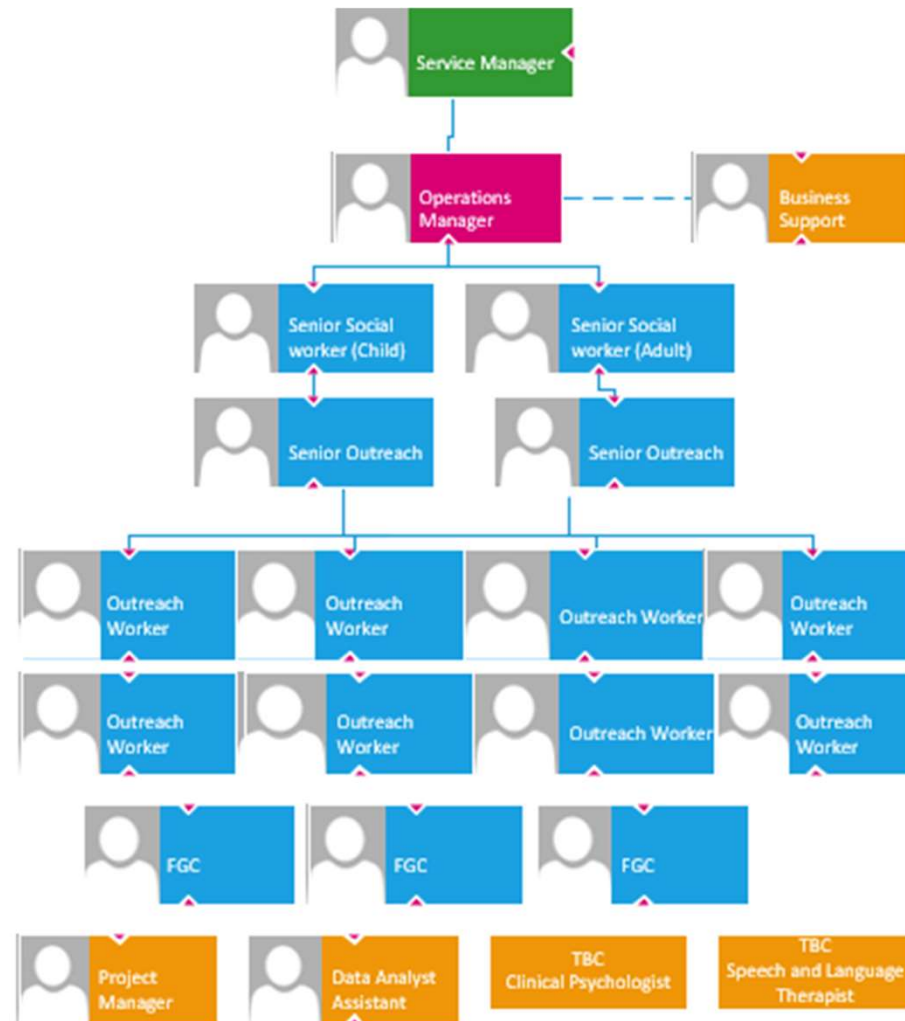 Service Manager
Operations
Manager
Business
Support
Senior Social
worker (Child)
Senior Social
worker (Adult)
Senior Outreach
Senior Outreach
Outreach
Worker
Outreach
Worker
Outreach Worker
Outreach
Worker
Outreach
Worker
Outreach
Worker
Outreach Worker
Outreach
Worker
FGC
FGC
FGC
Project
Manager
Data Analyst
Assistant
TBC
Clinical Psychologist
TBC
Speech and Language
Therapist